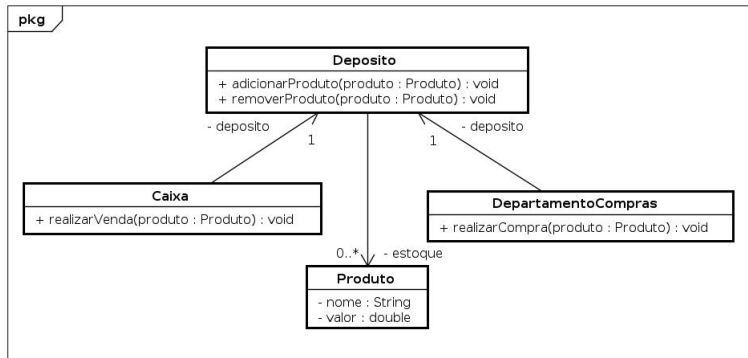 pkg
Deposito
+ adicionarProduto(produto : Produto) : void
+ removerProduto(produto : Produto) : void
- deposito
- deposito
1
1
Caixa
+ realizarVenda(produto : Produto) : void
DepartamentoCompras
+ realizarCompra(produto : Produto) : void
0..*
- estoque
Produto
- nome : String
- valor : double